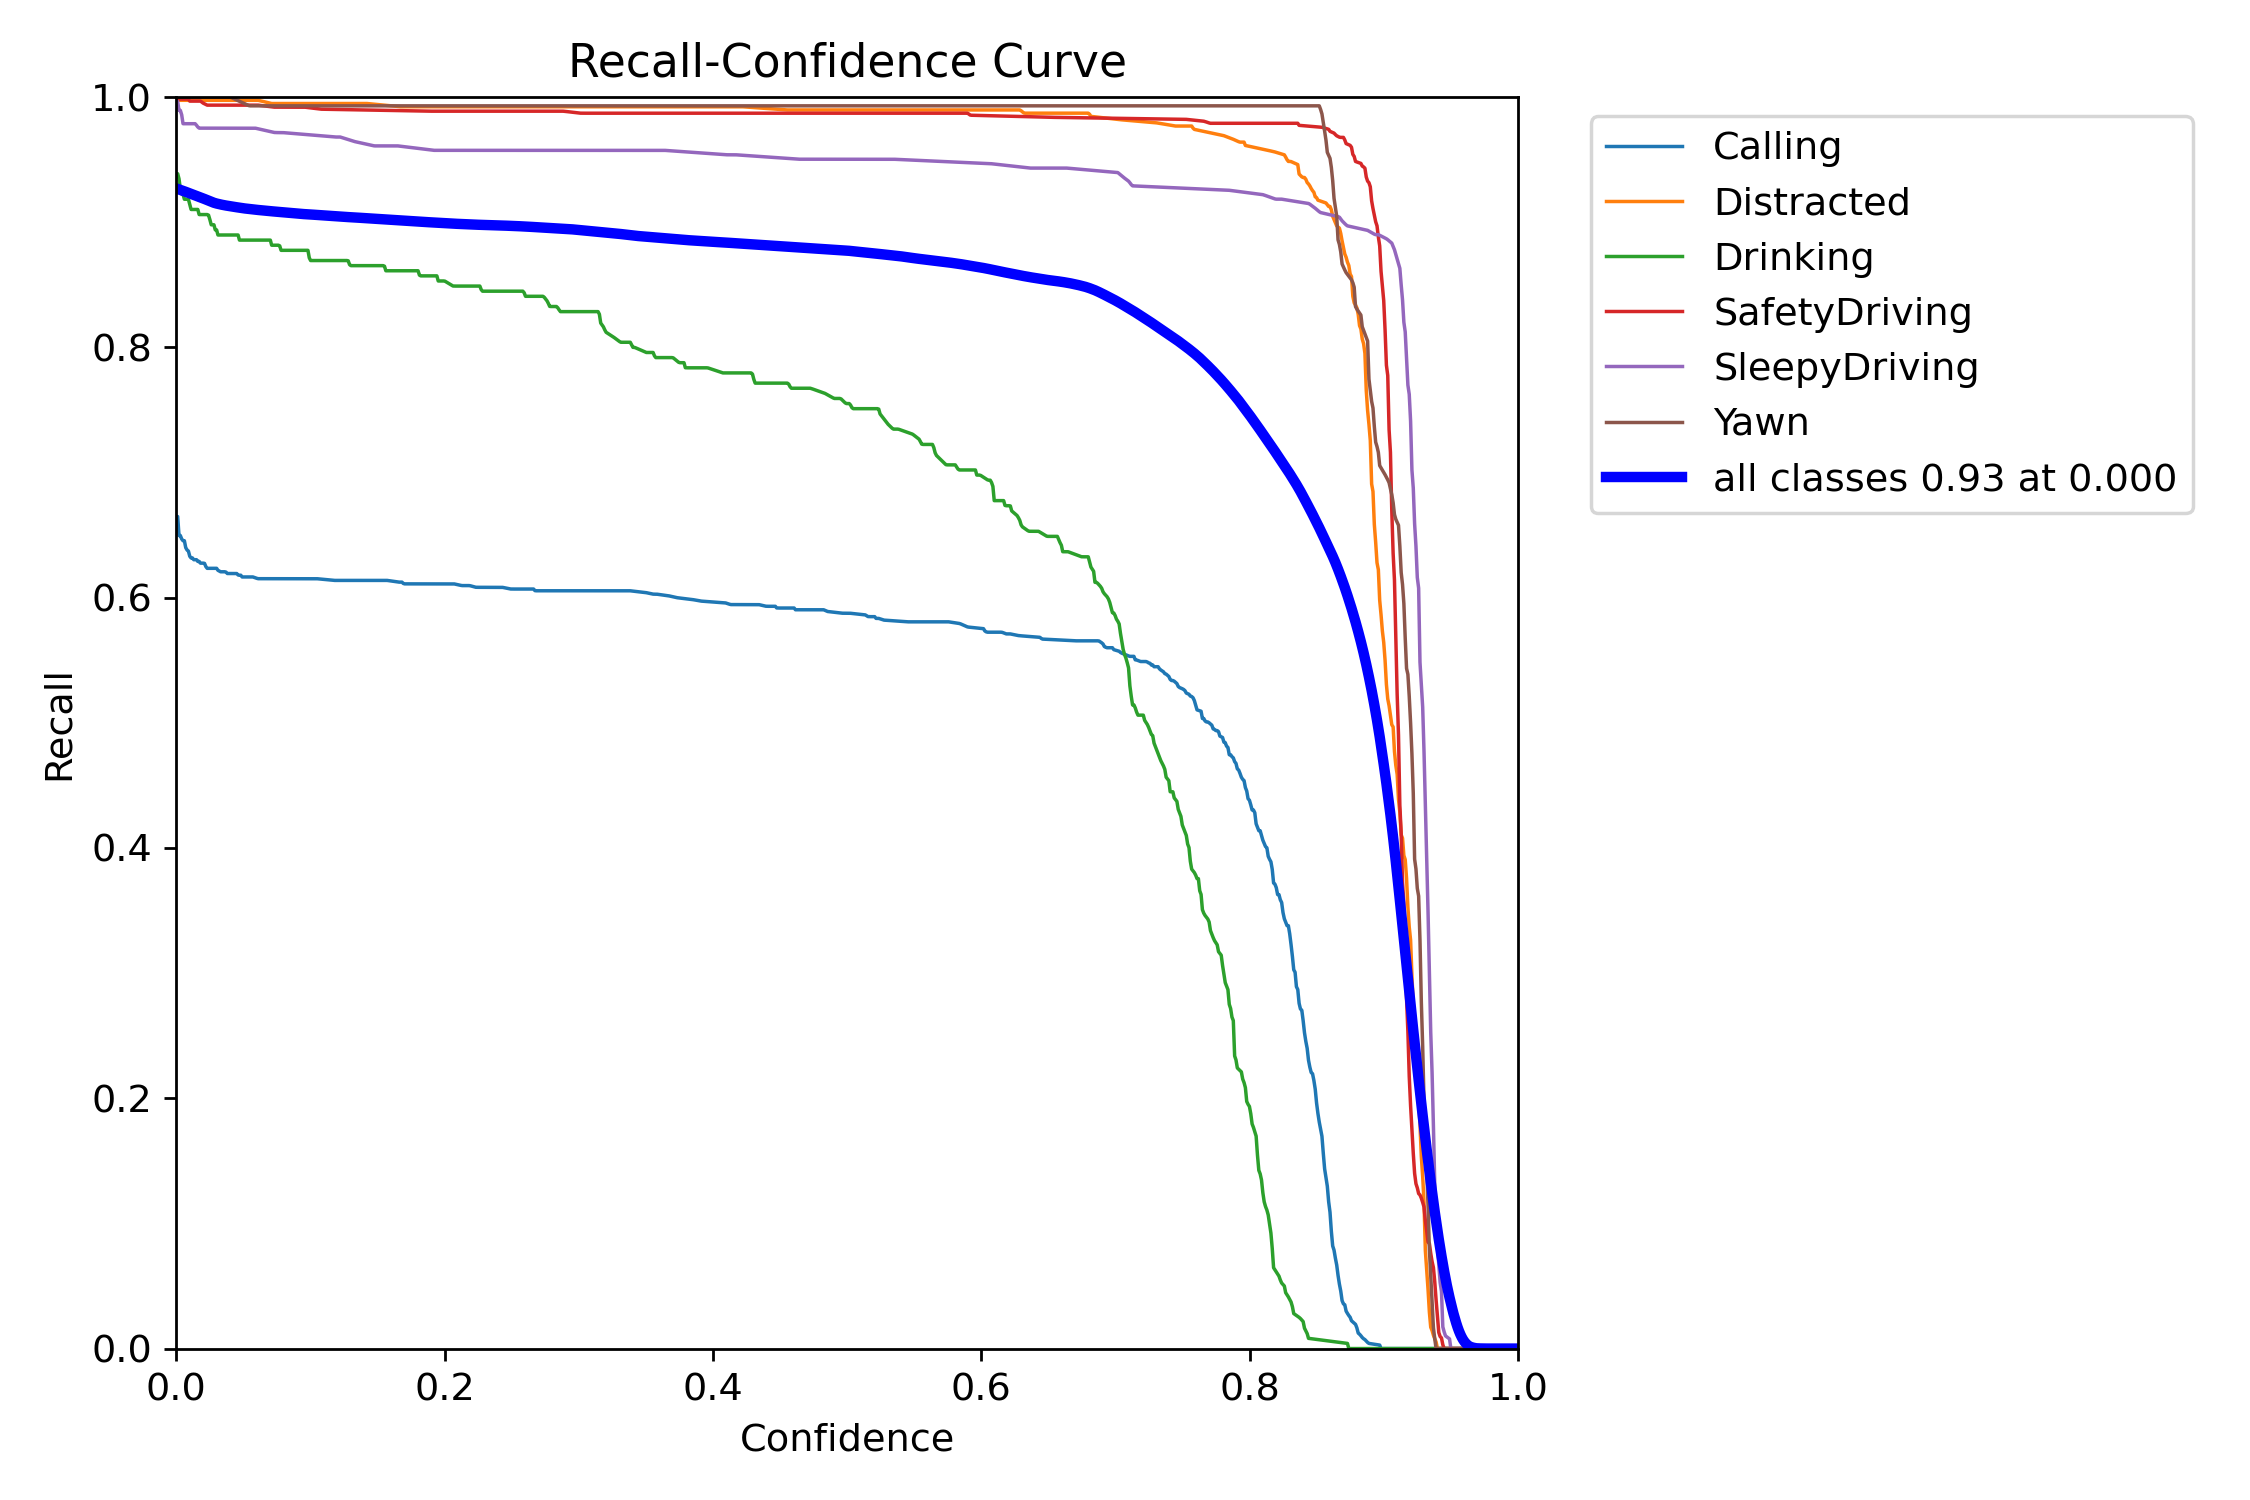 Recall-Confidence Curve
1.0
0.8
0.6
0.4
0.2
0.0
Recall
0.0 0.2 0.4 0.6 0.8 1.0
Confidence
Calling
Distracted
Drinking
SafetyDriving
SleepyDriving
Yawn
all classes 0.93 at 0.000